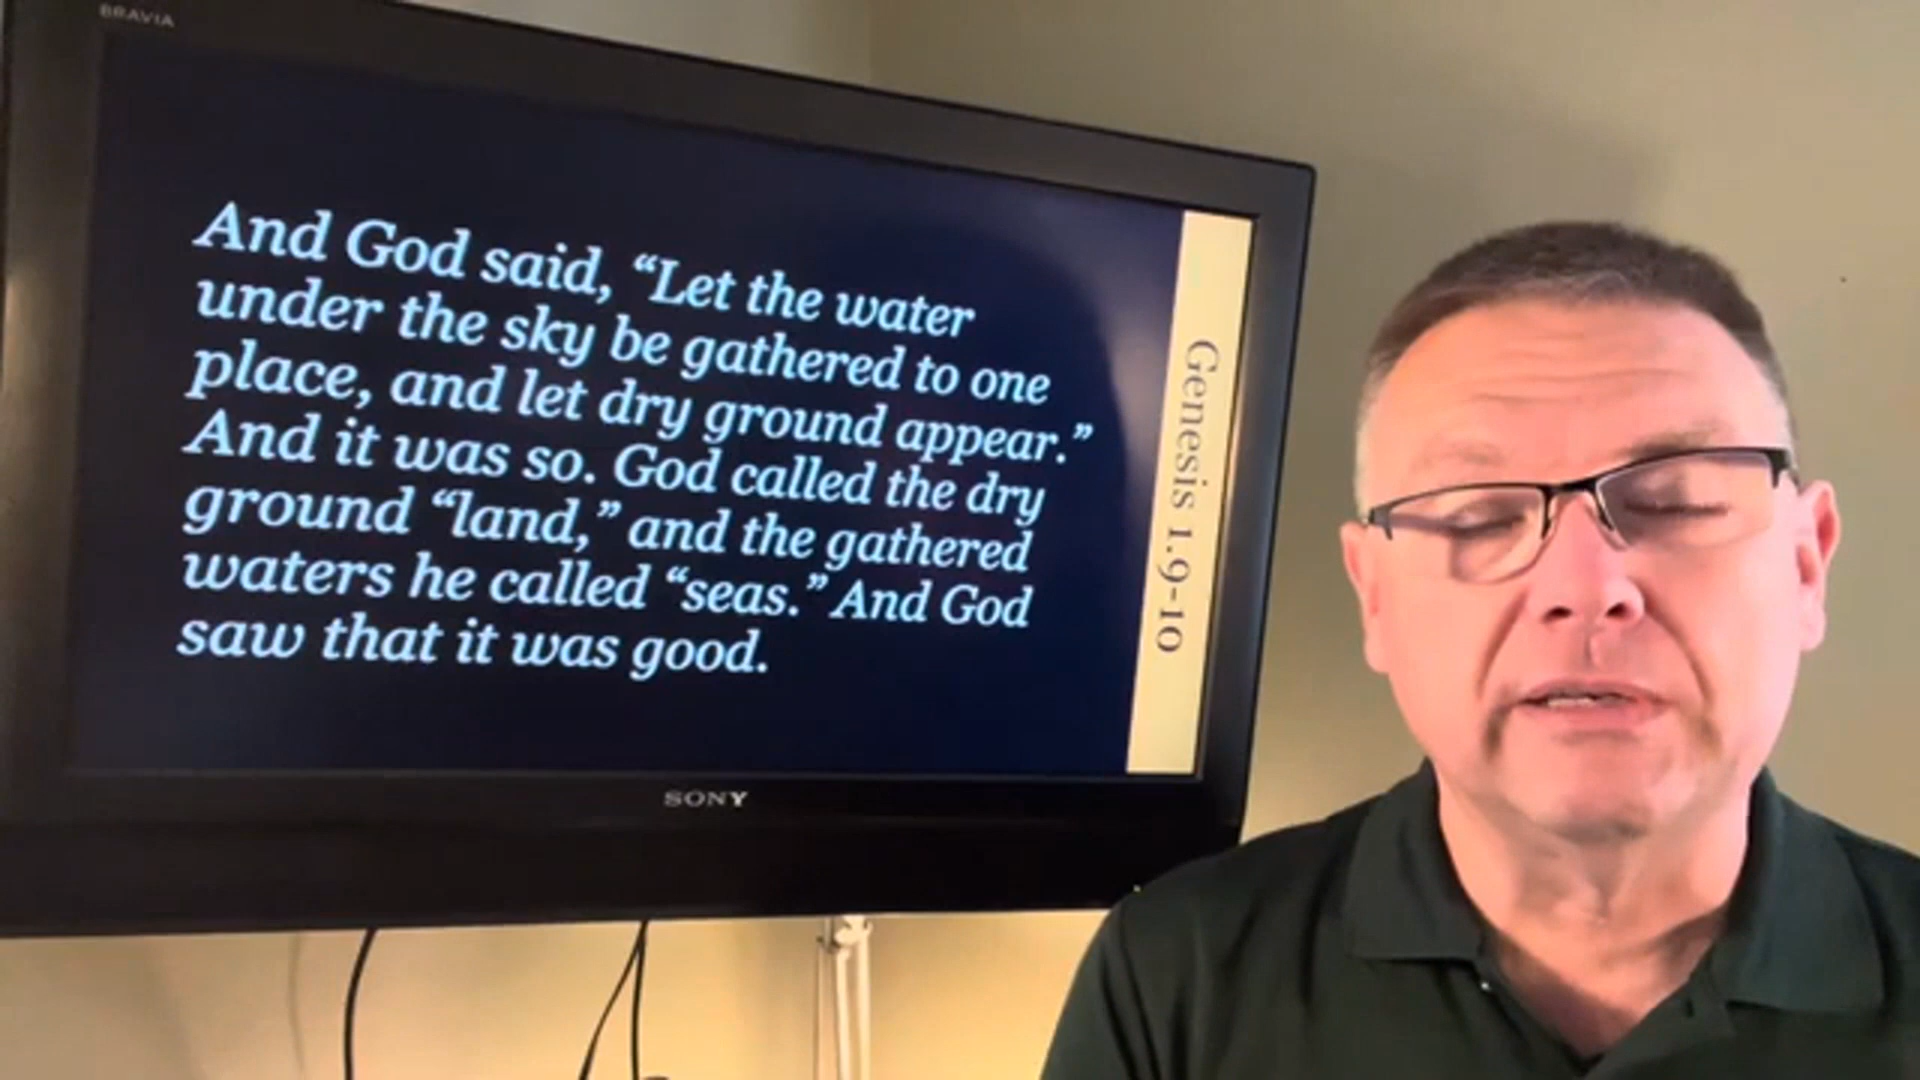 BRAVIA
And God said, “Let the water
under the sky be gathered to one
place, and let dry ground appear.”
And it was so. God called the dry
ground “land,” and the gathered
waters he called “seas.” And God
saw that it was good.
Genesis 1.9-10
SONY